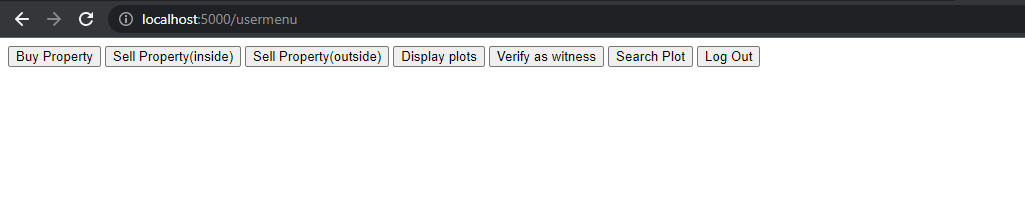 localhost:5000/usermenu
Buy Property Sell Property(inside) Sell Property(outside) Display plots Verify as witness Search Plot Log Out